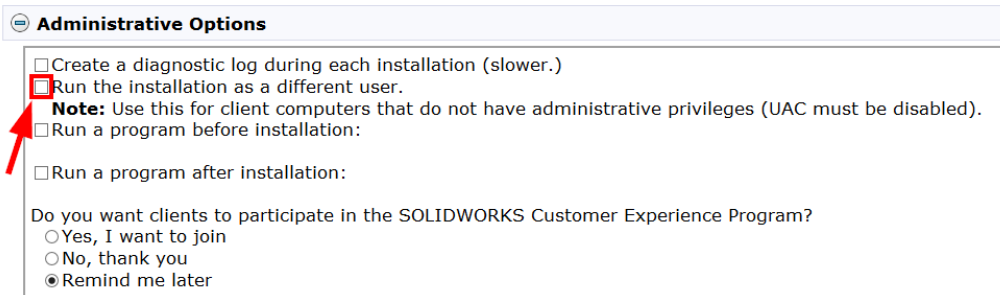 Administrative Options
Create a diagnostic log during each installation (slower.)
Run the installation as a different user.
Note: Use this for client computers that do not have administrative privileges (UAC must be disabled).
Run a program before installation:
Run a program after installation:
Do you want clients to participate in the SOLIDWORKS Customer Experience Program?
Yes, I want to join
No, thank you
Remind me later